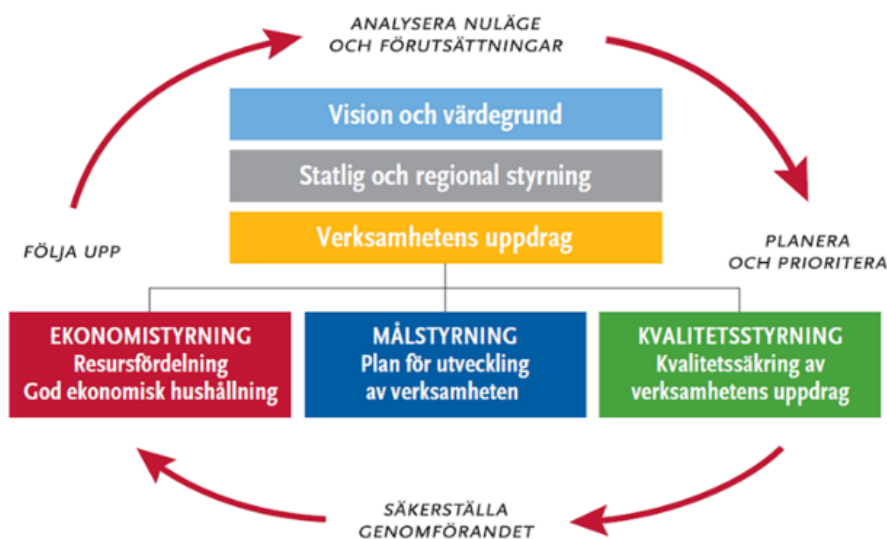 ANALYSERA NULÄGE
OCH FÖRUTSÄTTNINGAR
Vision och värdegrund
Statlig och regional styrning
Verksamhetens uppdrag
FÖLJA UPP
PLANERA
OCH PRIORITERA
EKONOMISTYRNING
Resursfördelning
God ekonomisk hushållning
MÅLSTYRNING
Plan för utveckling
av verksamheten
KVALITETSSTYRNING
Kvalitetssäkring av
verksamhetens uppdrag
SÄKERSTÄLLA
GENOMFÖRANDET